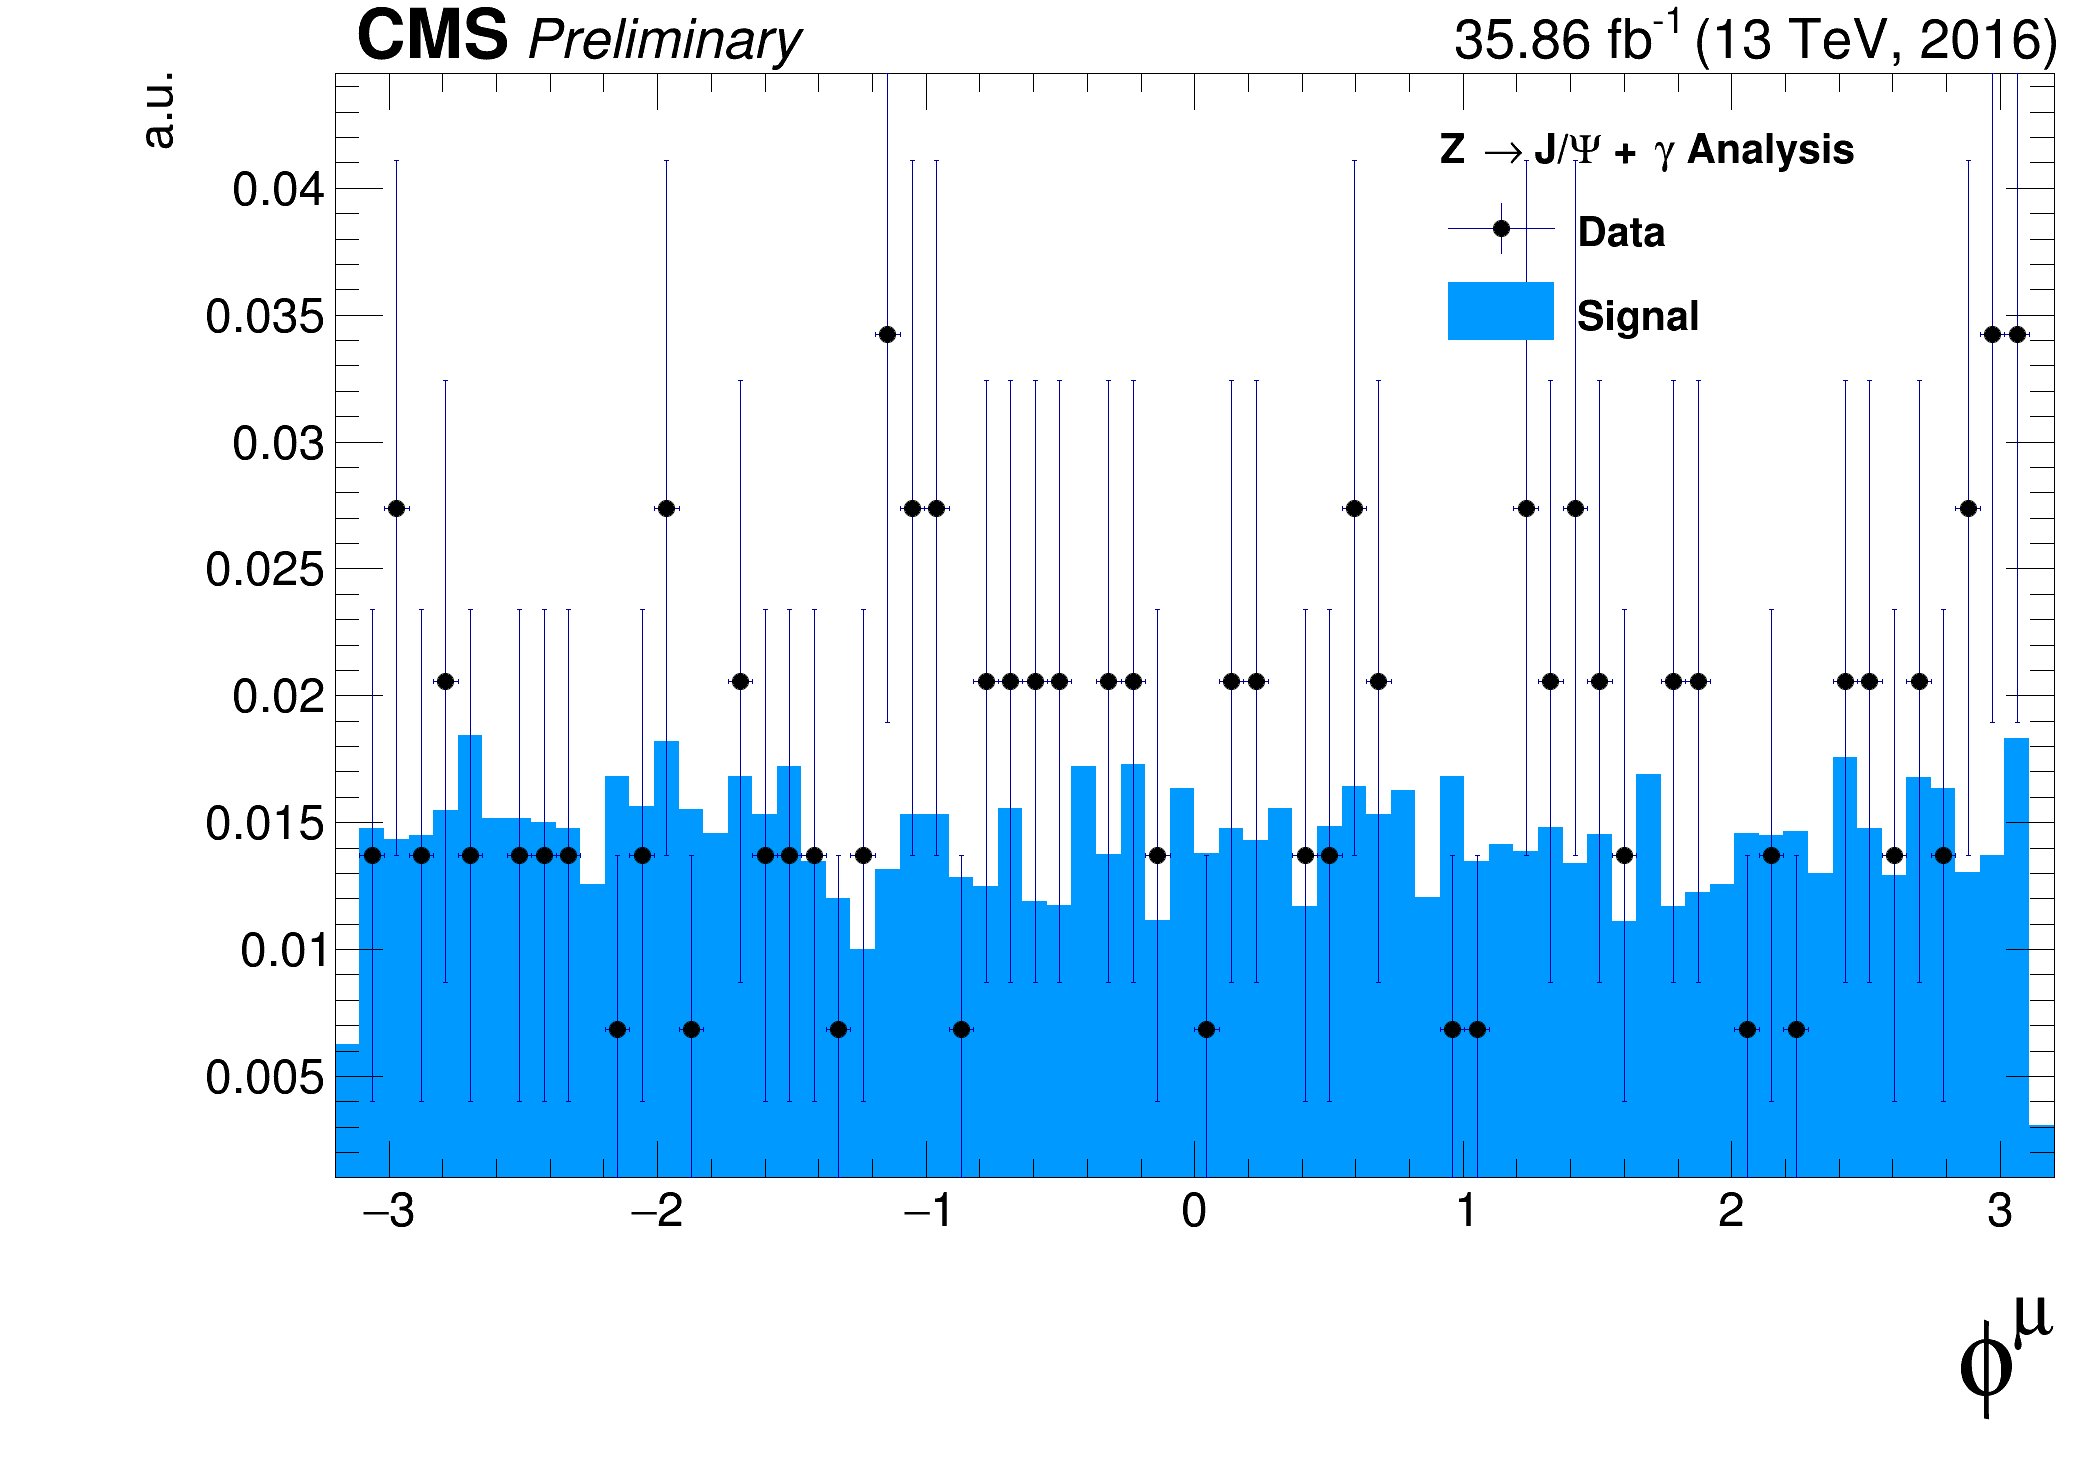 CMS Preliminary 35.86 fb⁻¹ (13 TeV, 2016)
a.u.
Z → J/Ψ + γ Analysis
Data
Signal
0.04
0.035
0.03
0.025
0.02
0.015
0.01
0.005
−3 −2 −1 0 1 2 3
ϕ^μ